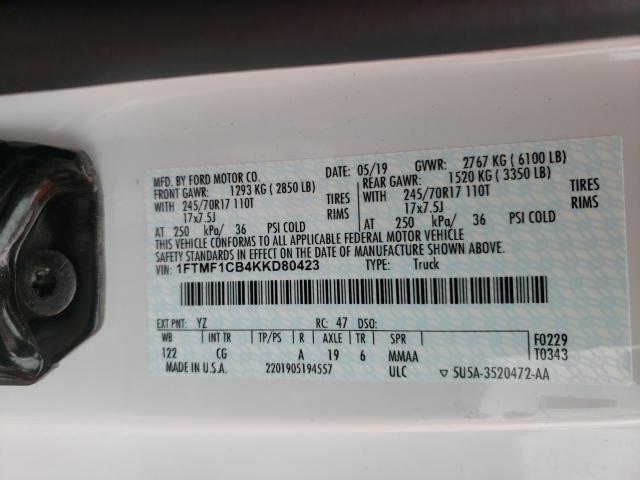 MFD. BY FORD MOTOR CO. DATE: 05/19 GVWR: 2767 KG ( 6100 LB)
FRONT GAWR: 1293 KG ( 2850 LB) REAR GAWR: 1520 KG ( 3350 LB)
WITH 245/70R17 110T TIRES WITH 245/70R17 110T TIRES
17x7.5J RIMS 17x7.5J RIMS
AT 250 kPa/ 36 PSI COLD AT 250 kPa/ 36 PSI COLD
THIS VEHICLE CONFORMS TO ALL APPLICABLE FEDERAL MOTOR VEHICLE
SAFETY STANDARDS IN EFFECT ON THE DATE OF MANUFACTURE SHOWN ABOVE.
VIN: 1FTMF1CB4KKD80423 TYPE: Truck
EXT PNT: YZ RC: 47 DSO:
WB INT TR TP/PS R AXLE TR SPR F0229
122 CG A 19 6 MMAA T0343
MADE IN U.S.A. 2201905194557 ULC ▽ 5U5A-3520472-AA